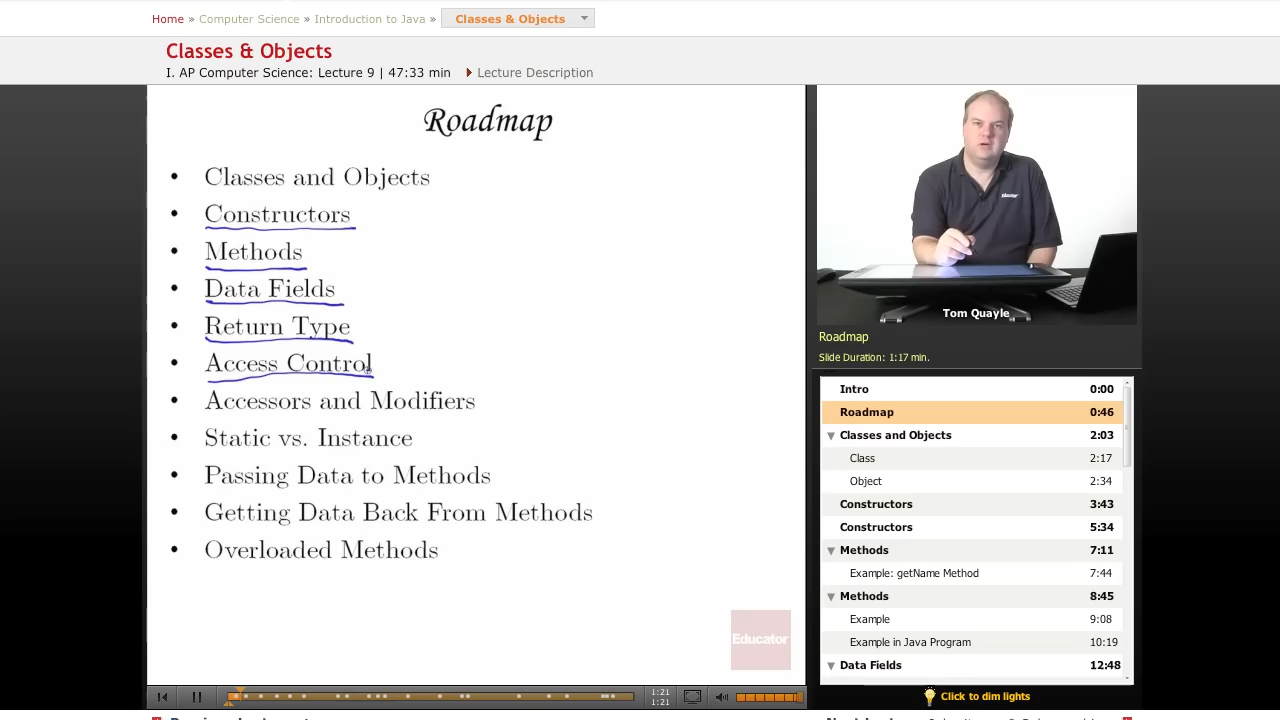 Home » Computer Science » Introduction to Java » Classes & Objects
Classes & Objects
I. AP Computer Science: Lecture 9 | 47:33 min Lecture Description
Roadmap
• Classes and Objects
• Constructors
• Methods
• Data Fields
• Return Type
• Access Control
• Accessors and Modifiers
• Static vs. Instance
• Passing Data to Methods
• Getting Data Back From Methods
• Overloaded Methods
Educator
1:21
1:21
Tom Quayle
Roadmap
Slide Duration: 1:17 min.
Intro 0:00
Roadmap 0:46
Classes and Objects 2:03
Class 2:17
Object 2:34
Constructors 3:43
Constructors 5:34
Methods 7:11
Example: getName Method 7:44
Methods 8:45
Example 9:08
Example in Java Program 10:19
Data Fields 12:48
Click to dim lights